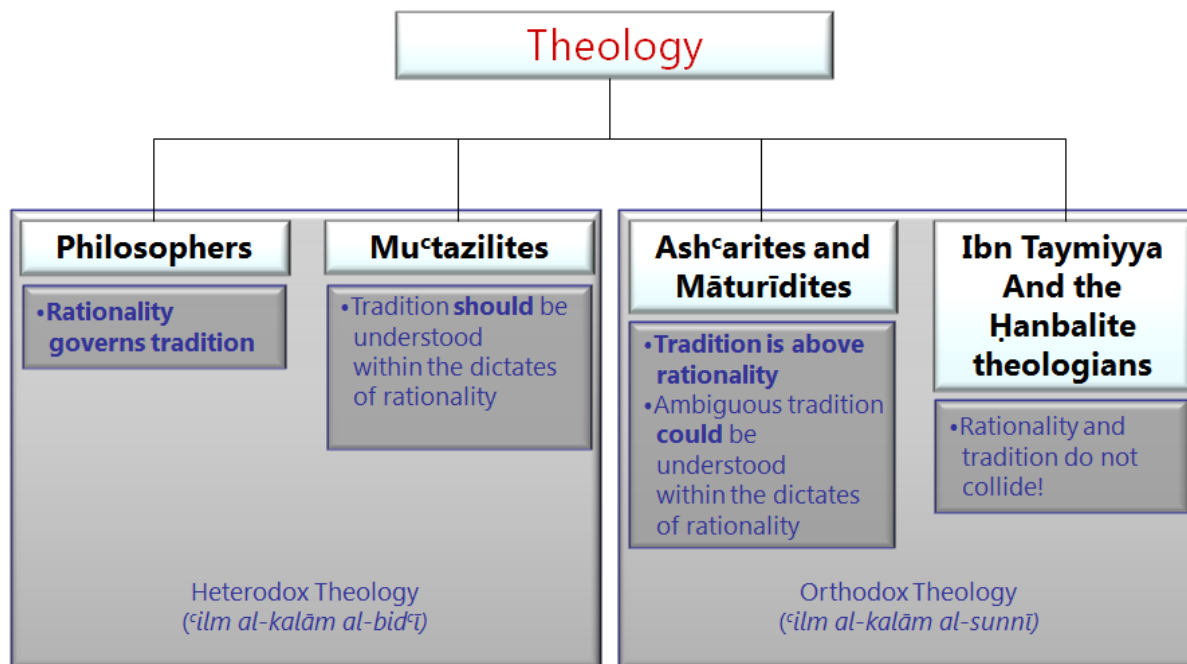 Theology
Philosophers
•Rationality
governs tradition
Muᶜtazilites
•Tradition should be
understood
within the dictates
of rationality
Heterodox Theology
(ᶜilm al-kalām al-bidᶜī)
Ashᶜarites and
Māturīdites
•Tradition is above
rationality
•Ambiguous tradition
could be
understood
within the dictates
of rationality
Ibn Taymiyya
And the
Ḥanbalite
theologians
•Rationality and
tradition do not
collide!
Orthodox Theology
(ᶜilm al-kalām al-sunnī)